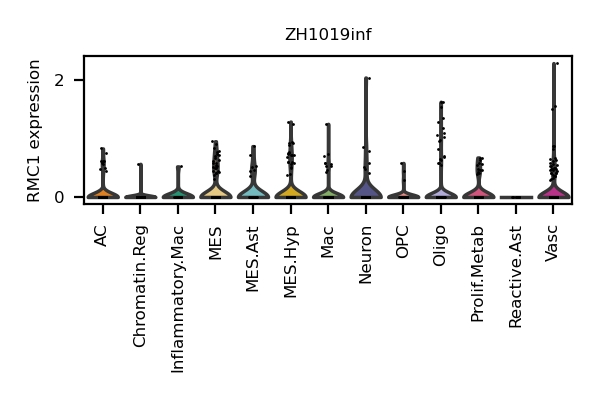 ZH1019inf
RMC1 expression
2
0
AC
Chromatin.Reg
Inflammatory.Mac
MES
MES.Ast
MES.Hyp
Mac
Neuron
OPC
Oligo
Prolif.Metab
Reactive.Ast
Vasc